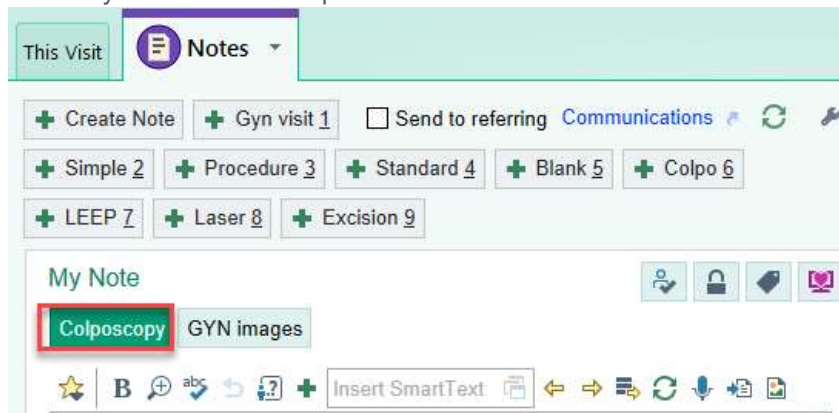 This Visit Notes
Create Note Gyn visit 1 Send to referring Communications
Simple 2 Procedure 3 Standard 4 Blank 5 Colpo 6
LEEP 7 Laser 8 Excision 9
My Note
Colposcopy GYN images
B abc Insert SmartText